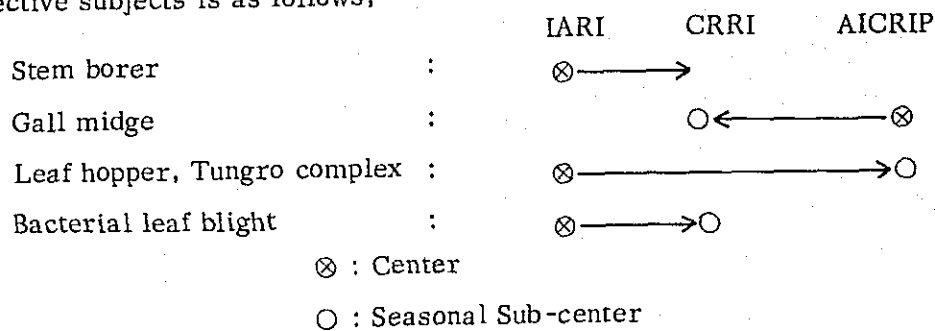 ective subjects is as follows;
IARI CRRI AICRIP
Stem borer : ⊗ → 
Gall midge : ○ ← ⊗
Leaf hopper, Tungro complex : ⊗ → ○
Bacterial leaf blight : ⊗ → ○
⊗ : Center
○ : Seasonal Sub-center